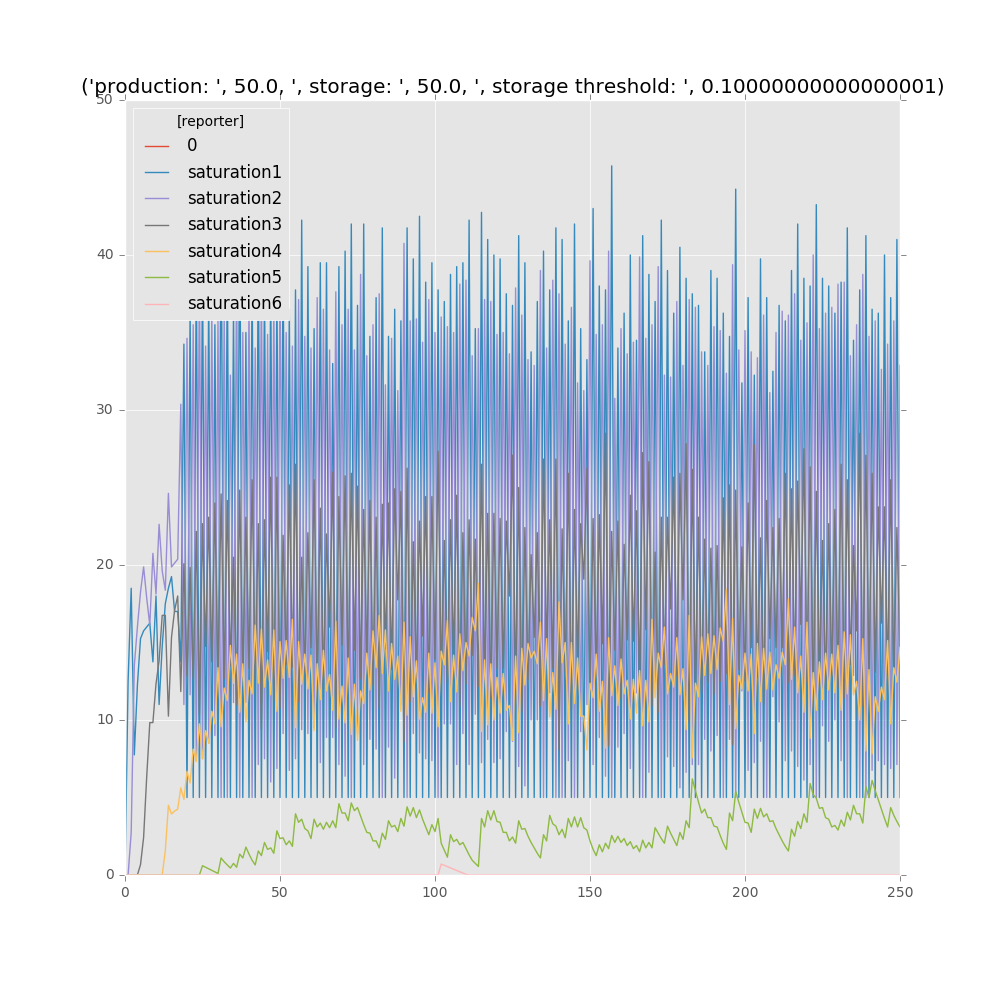 ('production: ', 50.0, ', storage: ', 50.0, ', storage threshold: ', 0.10000000000000001)
50
[reporter]
0
saturation1
saturation2
saturation3
saturation4
saturation5
saturation6
40
30
20
10
0
0 50 100 150 200 250